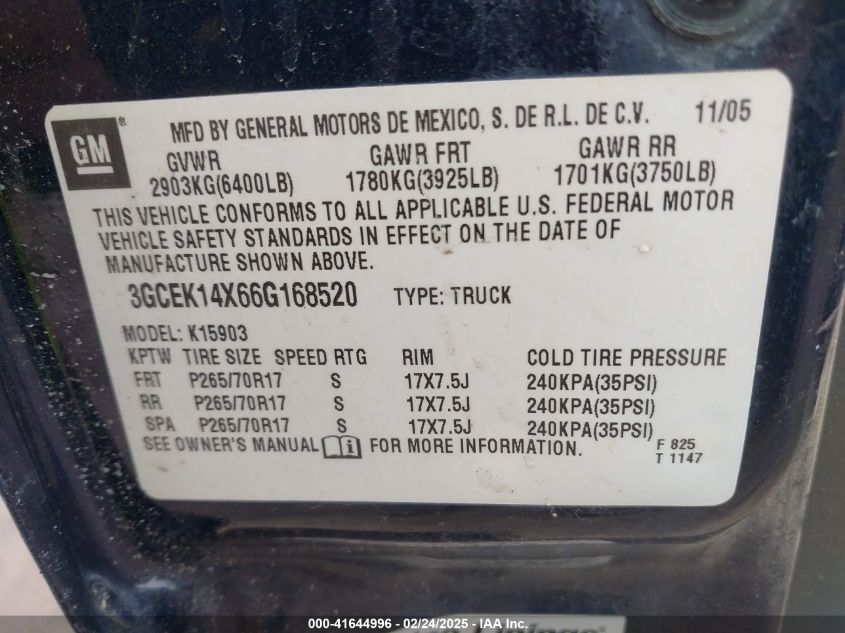 GM®
MFD BY GENERAL MOTORS DE MEXICO, S. DE R.L. DE C.V. 11/05
GVWR GAWR FRT GAWR RR
2903KG(6400LB) 1780KG(3925LB) 1701KG(3750LB)
THIS VEHICLE CONFORMS TO ALL APPLICABLE U.S. FEDERAL MOTOR
VEHICLE SAFETY STANDARDS IN EFFECT ON THE DATE OF
MANUFACTURE SHOWN ABOVE.
3GCEK14X66G168520 TYPE: TRUCK
MODEL: K15903
KPTW TIRE SIZE SPEED RTG RIM COLD TIRE PRESSURE
FRT P265/70R17 S 17X7.5J 240KPA(35PSI)
RR P265/70R17 S 17X7.5J 240KPA(35PSI)
SPA P265/70R17 S 17X7.5J 240KPA(35PSI)
SEE OWNER'S MANUAL FOR MORE INFORMATION.
F 825
T 1147
000-41644996 - 02/24/2025 - IAA Inc.